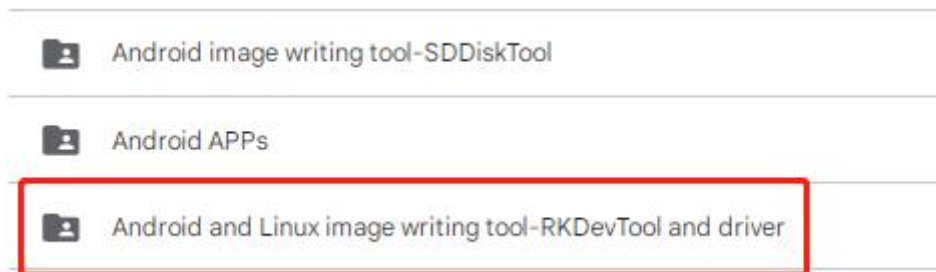 Android image writing tool-SDDiskTool
Android APPs
Android and Linux image writing tool-RKDevTool and driver